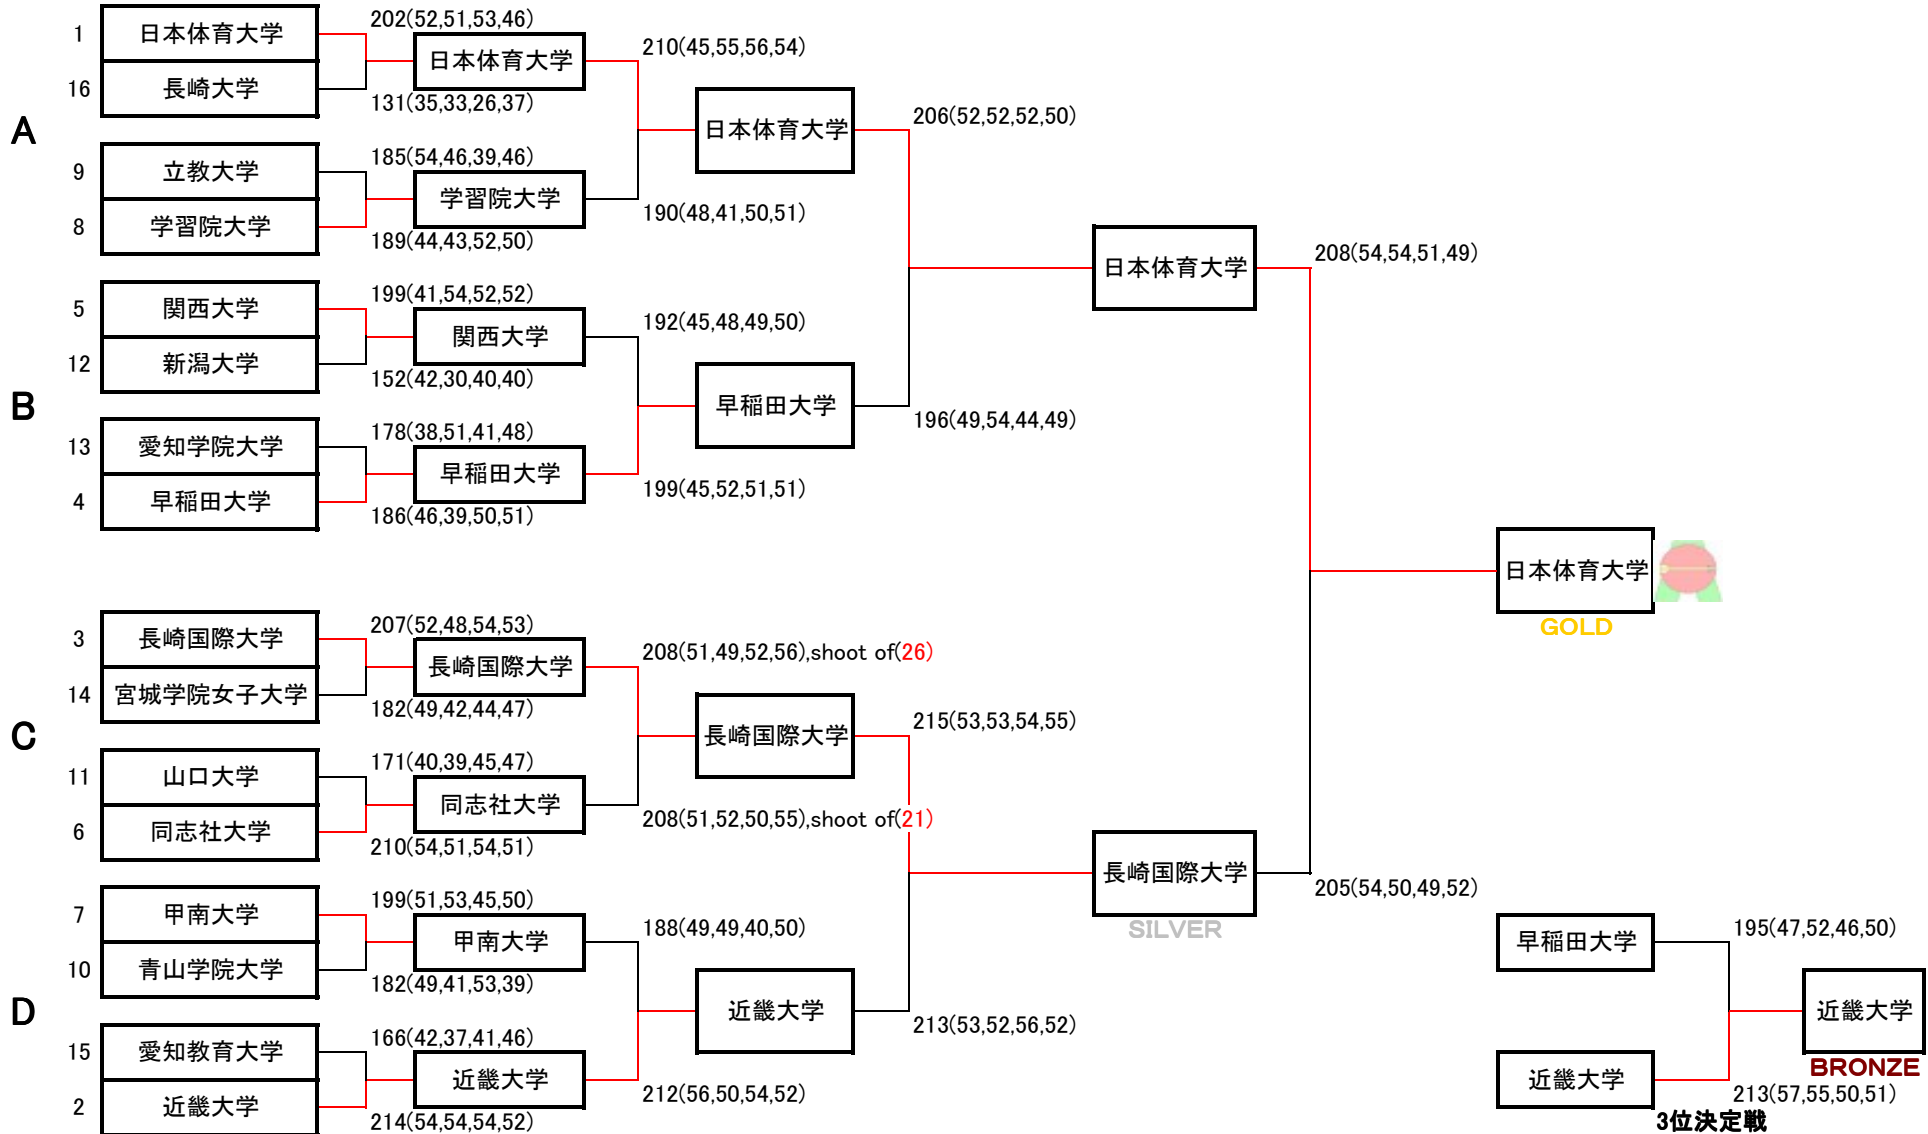 A
1 日本体育大学
202(52,51,53,46)
16 長崎大学
131(35,33,26,37)
日本体育大学
210(45,55,56,54)
9 立教大学
185(54,46,39,46)
8 学習院大学
189(44,43,52,50)
学習院大学
190(48,41,50,51)
日本体育大学
206(52,52,52,50)
B
5 関西大学
199(41,54,52,52)
12 新潟大学
152(42,30,40,40)
関西大学
192(45,48,49,50)
13 愛知学院大学
178(38,51,41,48)
4 早稲田大学
186(46,39,50,51)
早稲田大学
199(45,52,51,51)
早稲田大学
196(49,54,44,49)
日本体育大学
208(54,54,51,49)
C
3 長崎国際大学
207(52,48,54,53)
14 宮城学院女子大学
182(49,42,44,47)
長崎国際大学
208(51,49,52,56),shoot of(26)
11 山口大学
171(40,39,45,47)
6 同志社大学
210(54,51,54,51)
同志社大学
208(51,52,50,55),shoot of(21)
長崎国際大学
215(53,53,54,55)
D
7 甲南大学
199(51,53,45,50)
10 青山学院大学
182(49,41,53,39)
甲南大学
188(49,49,40,50)
15 愛知教育大学
166(42,37,41,46)
2 近畿大学
214(54,54,54,52)
近畿大学
212(56,50,54,52)
近畿大学
213(53,52,56,52)
長崎国際大学
SILVER
205(54,50,49,52)
日本体育大学
GOLD
早稲田大学
195(47,52,46,50)
近畿大学
213(57,55,50,51)
3位決定戦
近畿大学
BRONZE